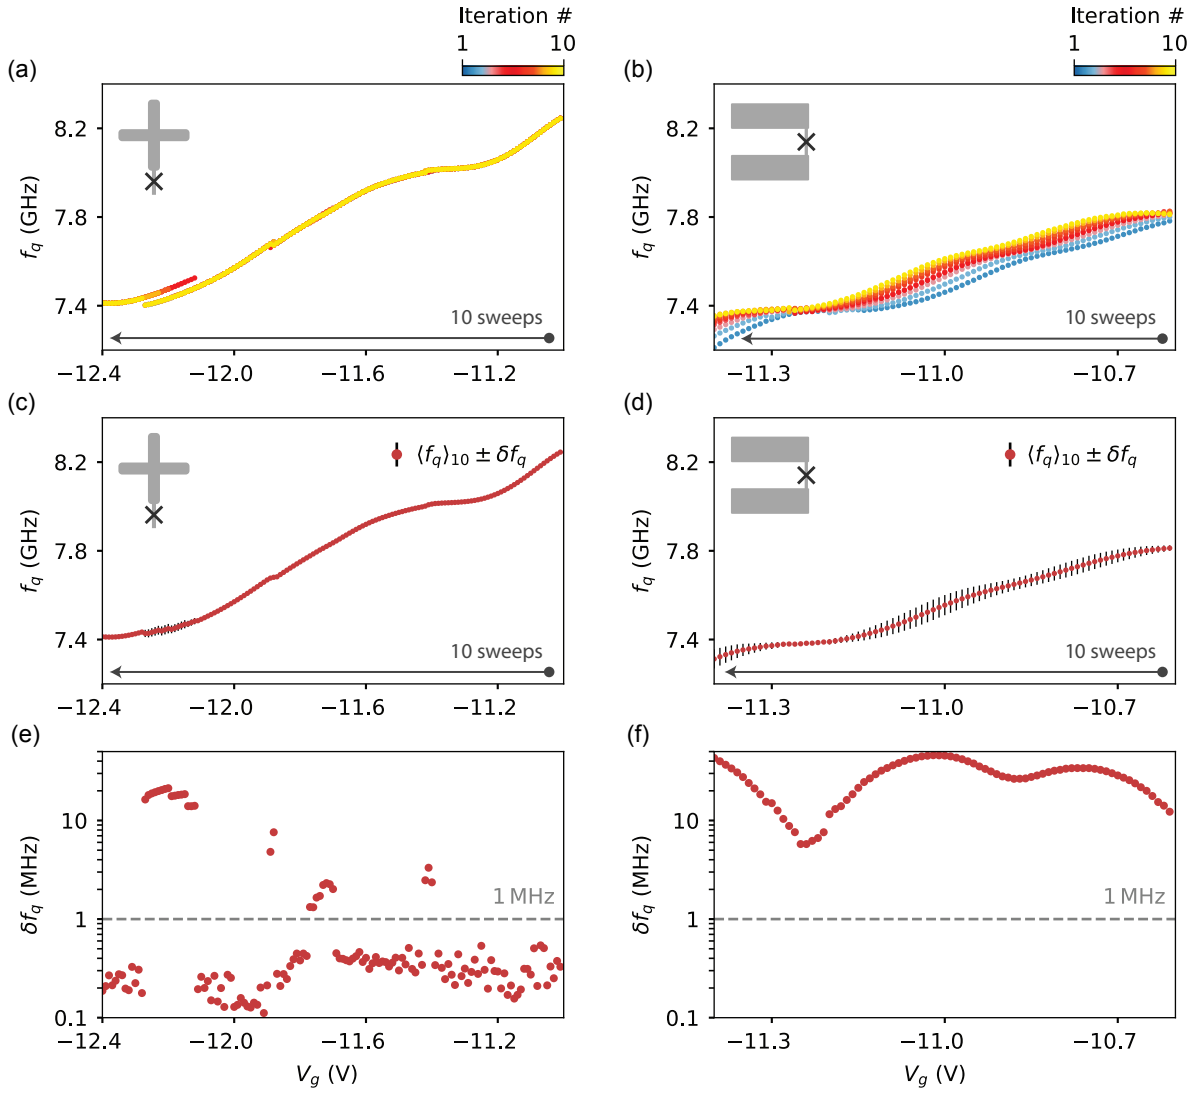 Iteration #
1 10
Iteration #
1 10
(a)
8.2
7.8
7.4
f_q (GHz)
10 sweeps
−12.4 −12.0 −11.6 −11.2
(b)
8.2
7.8
7.4
f_q (GHz)
10 sweeps
−11.3 −11.0 −10.7
(c)
⟨f_q⟩₁₀ ± δf_q
8.2
7.8
7.4
f_q (GHz)
10 sweeps
−12.4 −12.0 −11.6 −11.2
(d)
⟨f_q⟩₁₀ ± δf_q
8.2
7.8
7.4
f_q (GHz)
10 sweeps
−11.3 −11.0 −10.7
(e)
10
1
0.1
δf_q (MHz)
1 MHz
−12.4 −12.0 −11.6 −11.2
V_g (V)
(f)
10
1
0.1
δf_q (MHz)
1 MHz
−11.3 −11.0 −10.7
V_g (V)